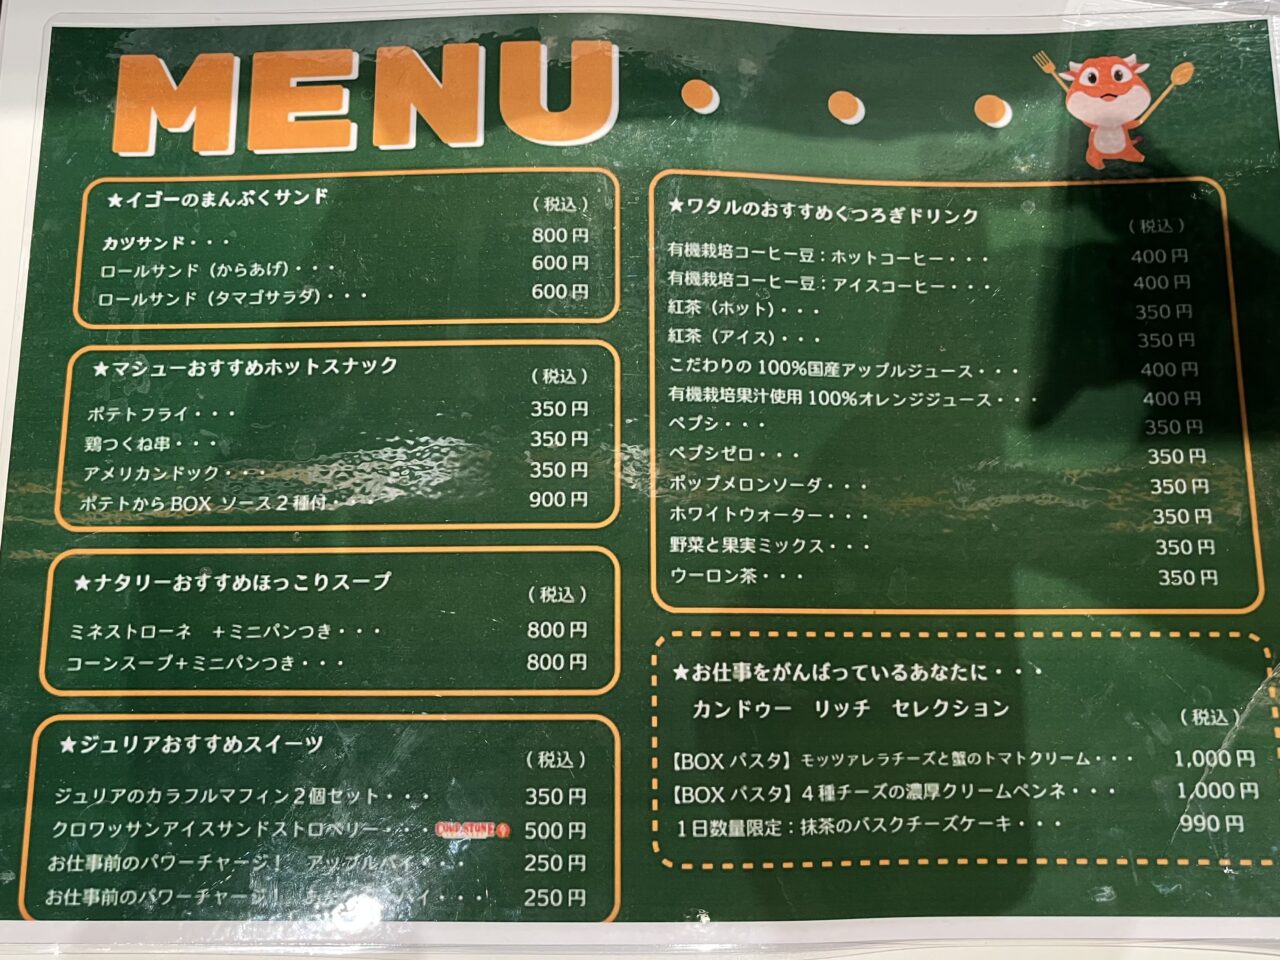 MENU・・・
★イゴーのまんぷくサンド
(税込)
カツサンド・・・ 800円
ロールサンド（からあげ）・・・ 600円
ロールサンド（タマゴサラダ）・・・ 600円
★マシューおすすめホットスナック
(税込)
ポテトフライ・・・ 350円
鶏つくね串・・・ 350円
アメリカンドック・・・ 350円
ポテトからBOX ソース２種付・・・ 900円
★ナタリーおすすめほっこりスープ
(税込)
ミネストローネ　＋ミニパンつき・・・ 800円
コーンスープ＋ミニパンつき・・・ 800円
★ジュリアおすすめスイーツ
(税込)
ジュリアのカラフルマフィン２個セット・・・ 350円
クロワッサンアイスサンドストロベリー・・・ 500円
お仕事前のパワーチャージ！　アップルパイ・・・ 250円
お仕事前のパワーチャージ！　パイ・・・ 250円
★ワタルのおすすめくつろぎドリンク
(税込)
有機栽培コーヒー豆：ホットコーヒー・・・ 400円
有機栽培コーヒー豆：アイスコーヒー・・・ 400円
紅茶（ホット）・・・ 350円
紅茶（アイス）・・・ 350円
こだわりの100%国産アップルジュース・・・ 400円
有機栽培果汁使用100%オレンジジュース・・・ 400円
ペプシ・・・ 350円
ペプシゼロ・・・ 350円
ポップメロンソーダ・・・ 350円
ホワイトウォーター・・・ 350円
野菜と果実ミックス・・・ 350円
ウーロン茶・・・ 350円
★お仕事をがんばっているあなたに・・・
カンドゥー　リッチ　セレクション
(税込)
【BOXパスタ】モッツァレラチーズと蟹のトマトクリーム・・・ 1,000円
【BOXパスタ】４種チーズの濃厚クリームペンネ・・・ 1,000円
１日数量限定：抹茶のバスクチーズケーキ・・・ 990円